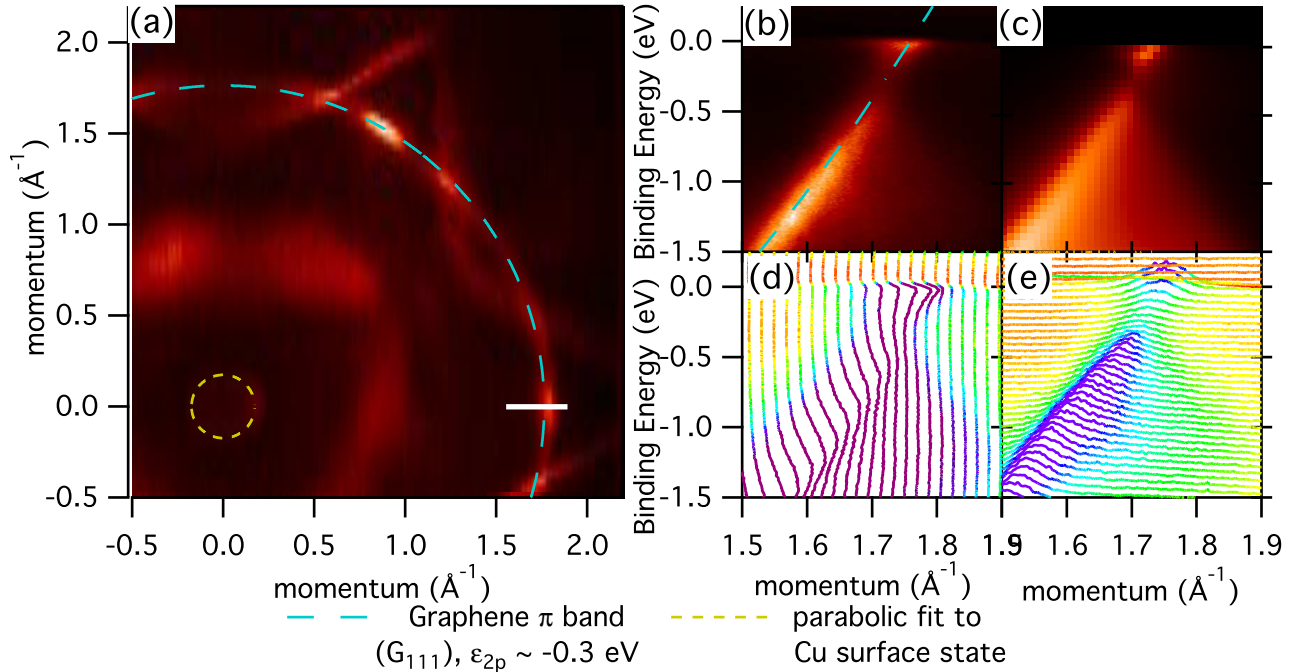 (a)
2.0
1.5
1.0
0.5
0.0
-0.5
momentum (Å⁻¹)
-0.5
0.0
0.5
1.0
1.5
2.0
momentum (Å⁻¹)
(b)
(c)
0.0
-0.5
-1.0
-1.5
Binding Energy (eV)
(d)
(e)
0.0
-0.5
-1.0
-1.5
Binding Energy (eV)
1.5
1.6
1.7
1.8
1.9
1.6
1.7
1.8
1.9
momentum (Å⁻¹)
momentum (Å⁻¹)
Graphene π band
(G₁₁₁), ε₂ₚ ~ -0.3 eV
parabolic fit to
Cu surface state